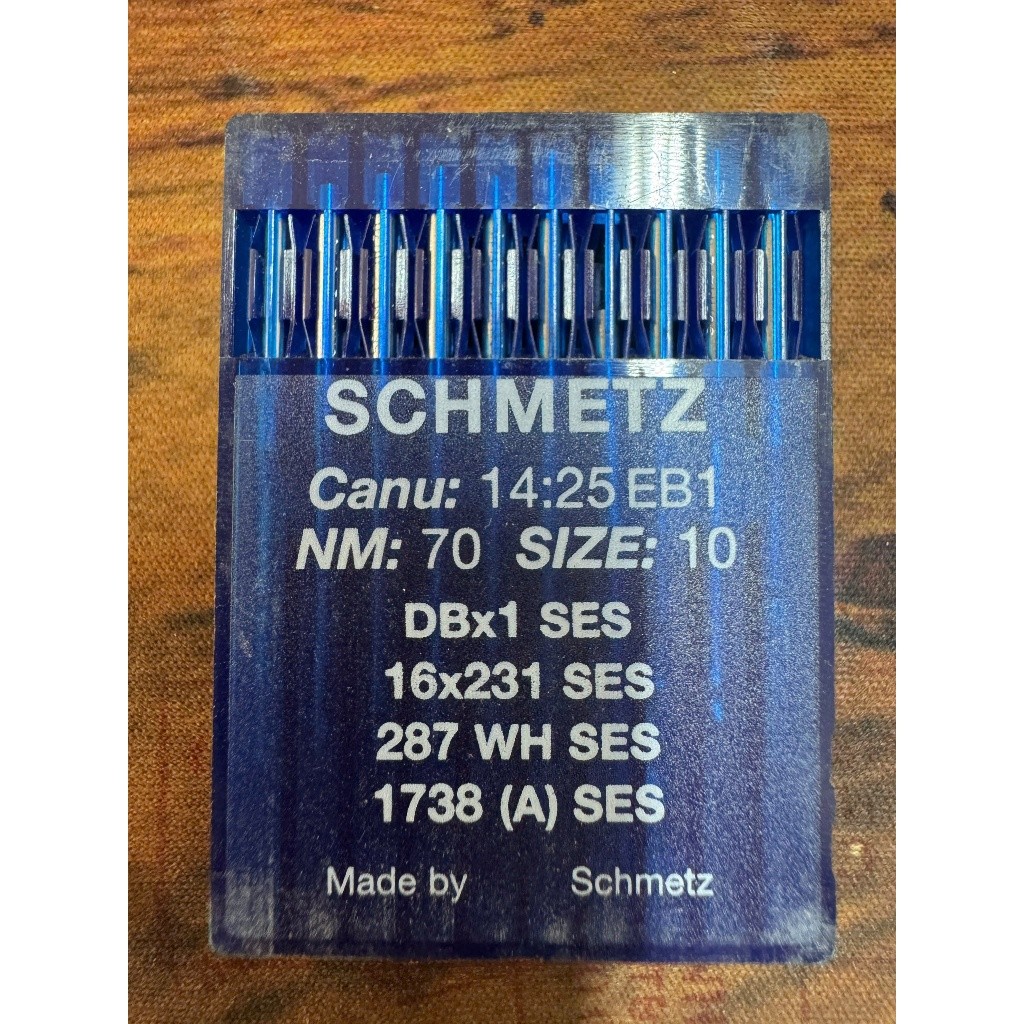 SCHMETZ
Canu: 14:25 EB1
NM: 70 SIZE: 10
DBx1 SES
16x231 SES
287 WH SES
1738 (A) SES
Made by Schmetz